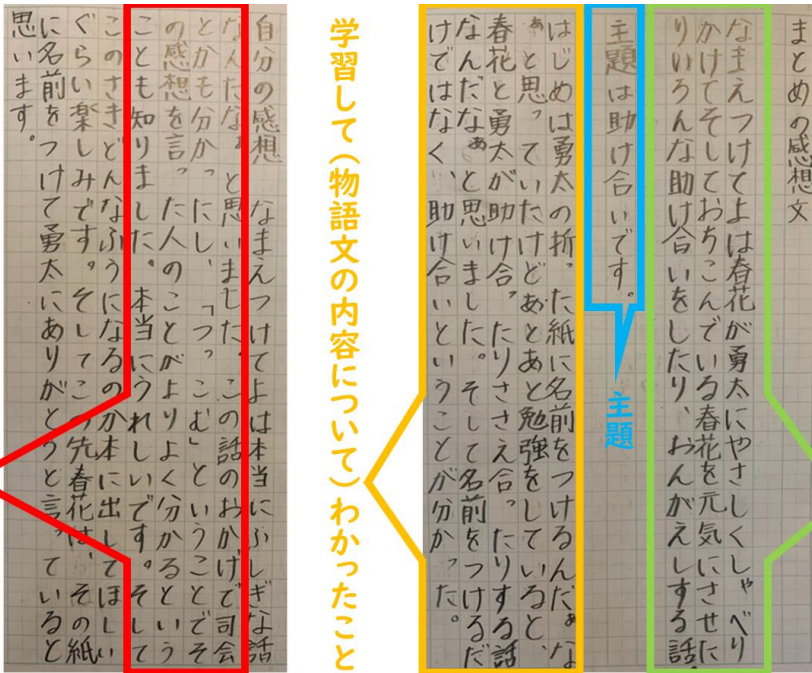 まとめの感想文
なまえつけてよは春花が勇太にやさしくしゃべり
かけてそしておちこんでいる春花を元気にさせた
りいろんな助け合いをしたり、おんがえしする話。
主題は助け合いです。
主題
はじめは勇太の折った紙に名前をつけるんだぁな
ぁと思っていたけどあとあと勉強をしていると、
春花と勇太が助け合ったりささえ合ったりする話
なんだなぁと思いました。そして名前をつけるだ
けではなく、助け合いということが分かった。
学習して(物語文の内容について)わかったこと
自分の感想 なまえつけてよは本当にふしぎな話
なんだなぁと思いました。この話のおかげで司会
とかも分かったにし、「つっこむ」ということでそ
の感想を言った人のことがよりよく分かるという
ことも知りました。本当にうれしいです。そして
このさきどんなふうになるのか本に出してほしい
ぐらい楽しみです。そしてこの先春花は、その紙
に名前をつけて勇太にありがとうと言っていると
思います。